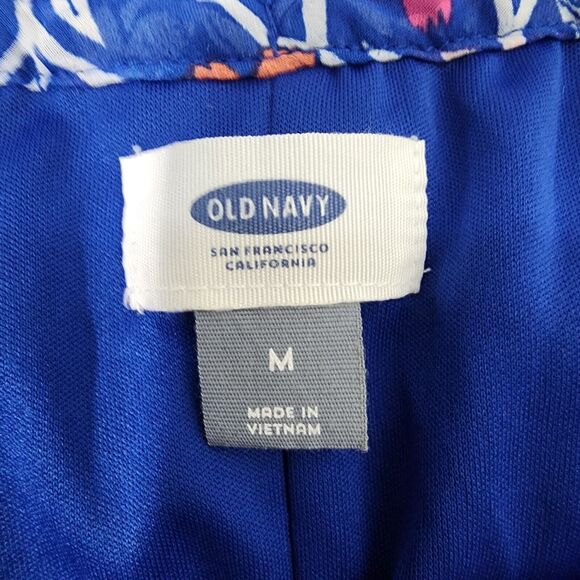 OLD NAVY
SAN FRANCISCO
CALIFORNIA
M
MADE IN
VIETNAM